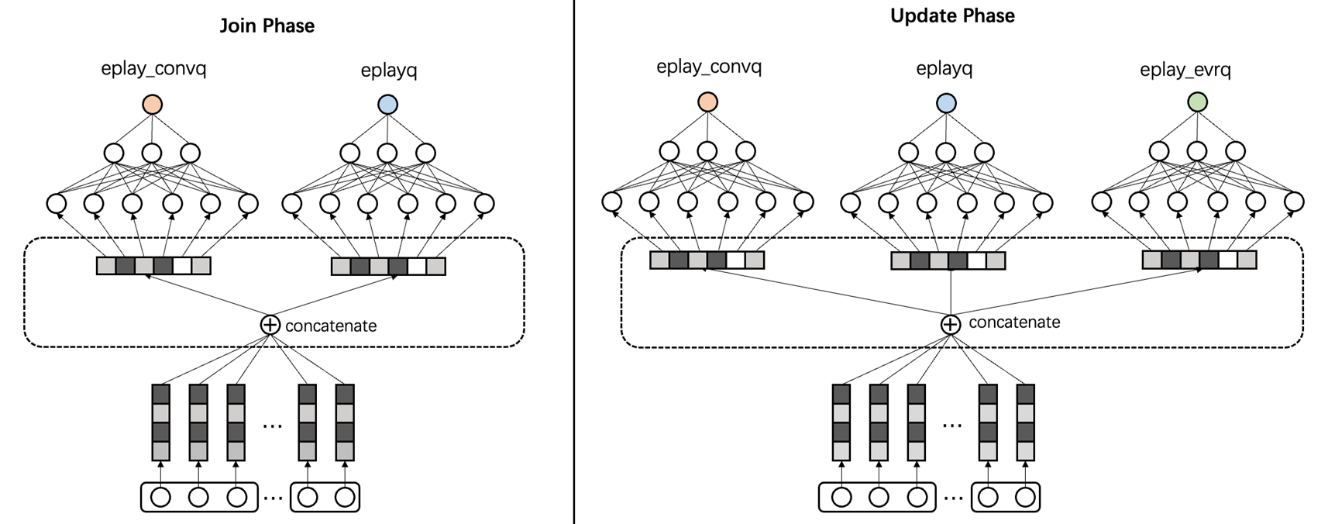 Join Phase
eplay_convq
eplayq
concatenate
...
...
Update Phase
eplay_convq
eplayq
eplay_evrq
concatenate
...
...